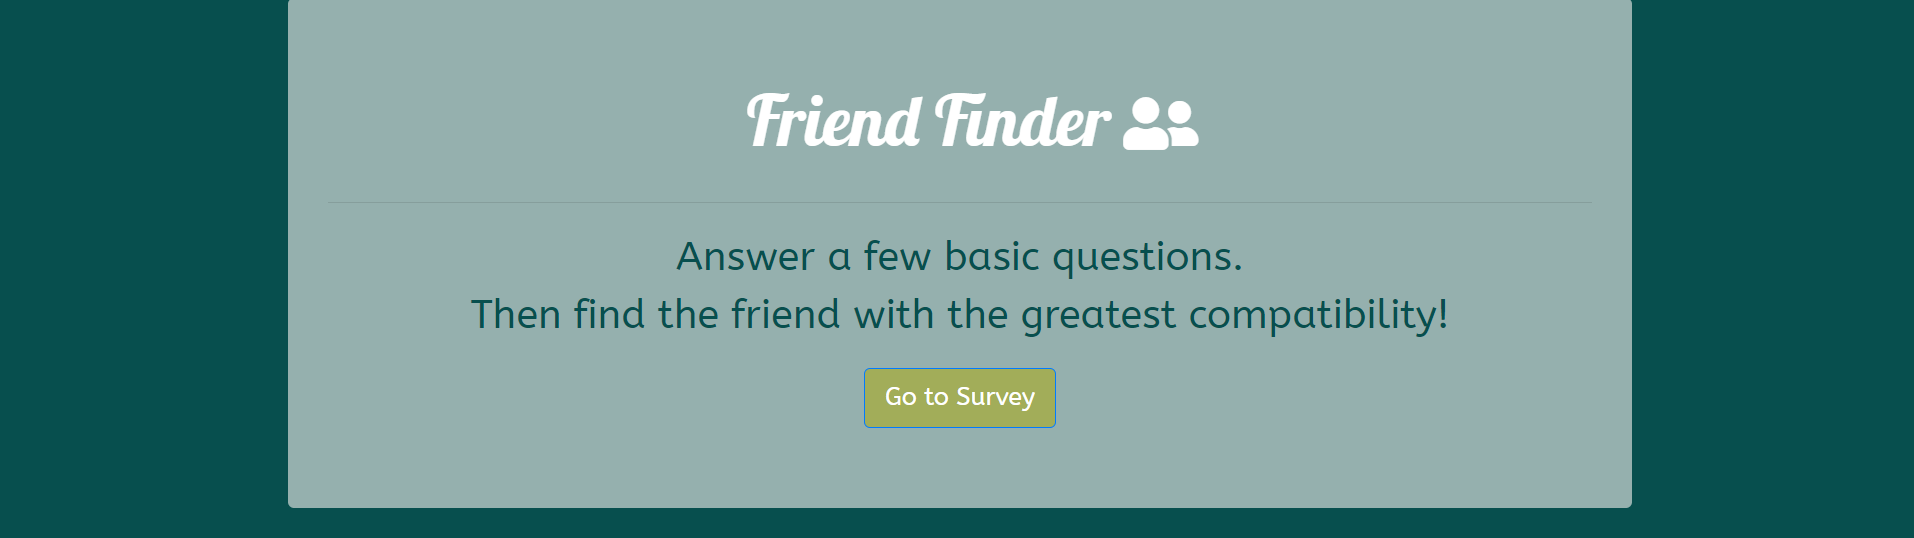 Friend Finder
Answer a few basic questions.
Then find the friend with the greatest compatibility!
Go to Survey